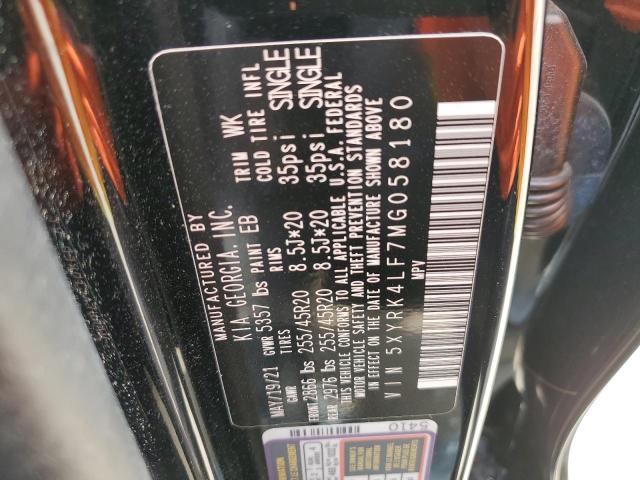 MANUFACTURED BY
KIA GEORGIA, INC.
MAY/19/21 GVWR 5357 lbs PAINT EB TRIM WK
GAWR TIRES RIMS COLD TIRE INFL
FRONT 2866 lbs 255/45R20 8.5J*20 35psi SINGLE
REAR 2976 lbs 255/45R20 8.5J*20 35psi SINGLE
THIS VEHICLE CONFORMS TO ALL APPLICABLE U.S.A. FEDERAL
MOTOR VEHICLE SAFETY AND THEFT PREVENTION STANDARDS
IN EFFECT ON THE DATE OF MANUFACTURE SHOWN ABOVE
VIN 5XYRK4LF7MG058180
MPV
5410